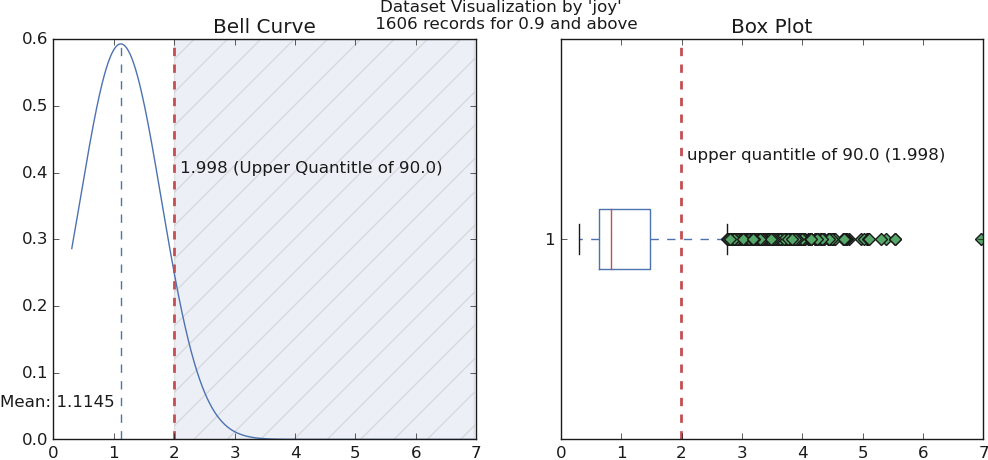 Dataset Visualization by 'joy'
1606 records for 0.9 and above
Bell Curve
0.6
0.5
0.4
0.3
0.2
0.1
0.0
1.998 (Upper Quantitle of 90.0)
Mean: 1.1145
0 1 2 3 4 5 6 7
Box Plot
upper quantitle of 90.0 (1.998)
1
0 1 2 3 4 5 6 7